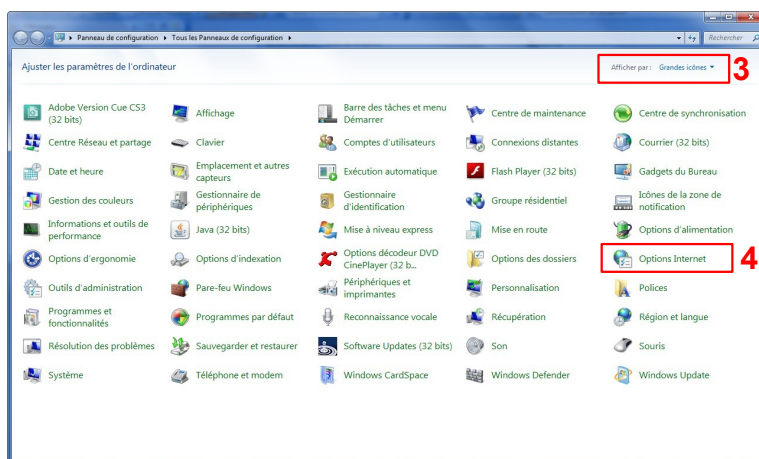 Panneau de configuration ▸ Tous les Panneaux de configuration ▸
Rechercher
Ajuster les paramètres de l'ordinateur
Afficher par : Grandes icônes
3
Adobe Version Cue CS3
(32 bits)
Affichage
Barre des tâches et menu
Démarrer
Centre de maintenance
Centre de synchronisation
Centre Réseau et partage
Clavier
Comptes d'utilisateurs
Connexions distantes
Courrier (32 bits)
Date et heure
Emplacement et autres
capteurs
Exécution automatique
Flash Player (32 bits)
Gadgets du Bureau
Gestion des couleurs
Gestionnaire de
périphériques
Gestionnaire
d'identification
Groupe résidentiel
Icônes de la zone de
notification
Informations et outils de
performance
Java (32 bits)
Mise à niveau express
Mise en route
Options d'alimentation
Options d'ergonomie
Options d'indexation
Options décodeur DVD
CinePlayer (32 b...
Options des dossiers
Options Internet
4
Outils d'administration
Pare-feu Windows
Périphériques et
imprimantes
Personnalisation
Polices
Programmes et
fonctionnalités
Programmes par défaut
Reconnaissance vocale
Récupération
Région et langue
Résolution des problèmes
Sauvegarder et restaurer
Software Updates (32 bits)
Son
Souris
Système
Téléphone et modem
Windows CardSpace
Windows Defender
Windows Update